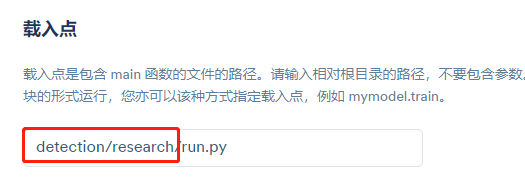 载入点
载入点是包含 main 函数的文件的路径。请输入相对根目录的路径，不要包含参数。
块的形式运行，您亦可以该种方式指定载入点，例如 mymodel.train。
detection/research/run.py